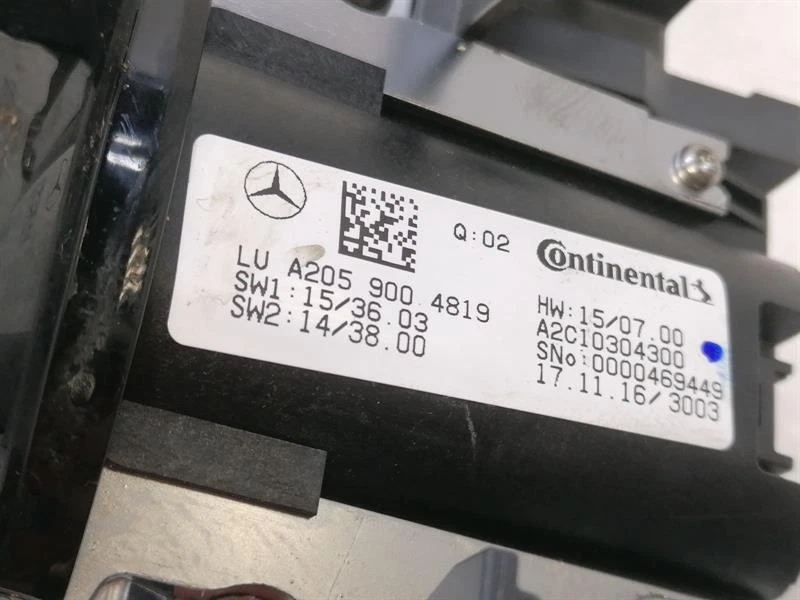 Q:02
Continental
LU A205 900 4819
SW1:15/36.03
SW2:14/38.00
HW:15/07.00
A2C10304300
SNo:0000469449
17.11.16/3003